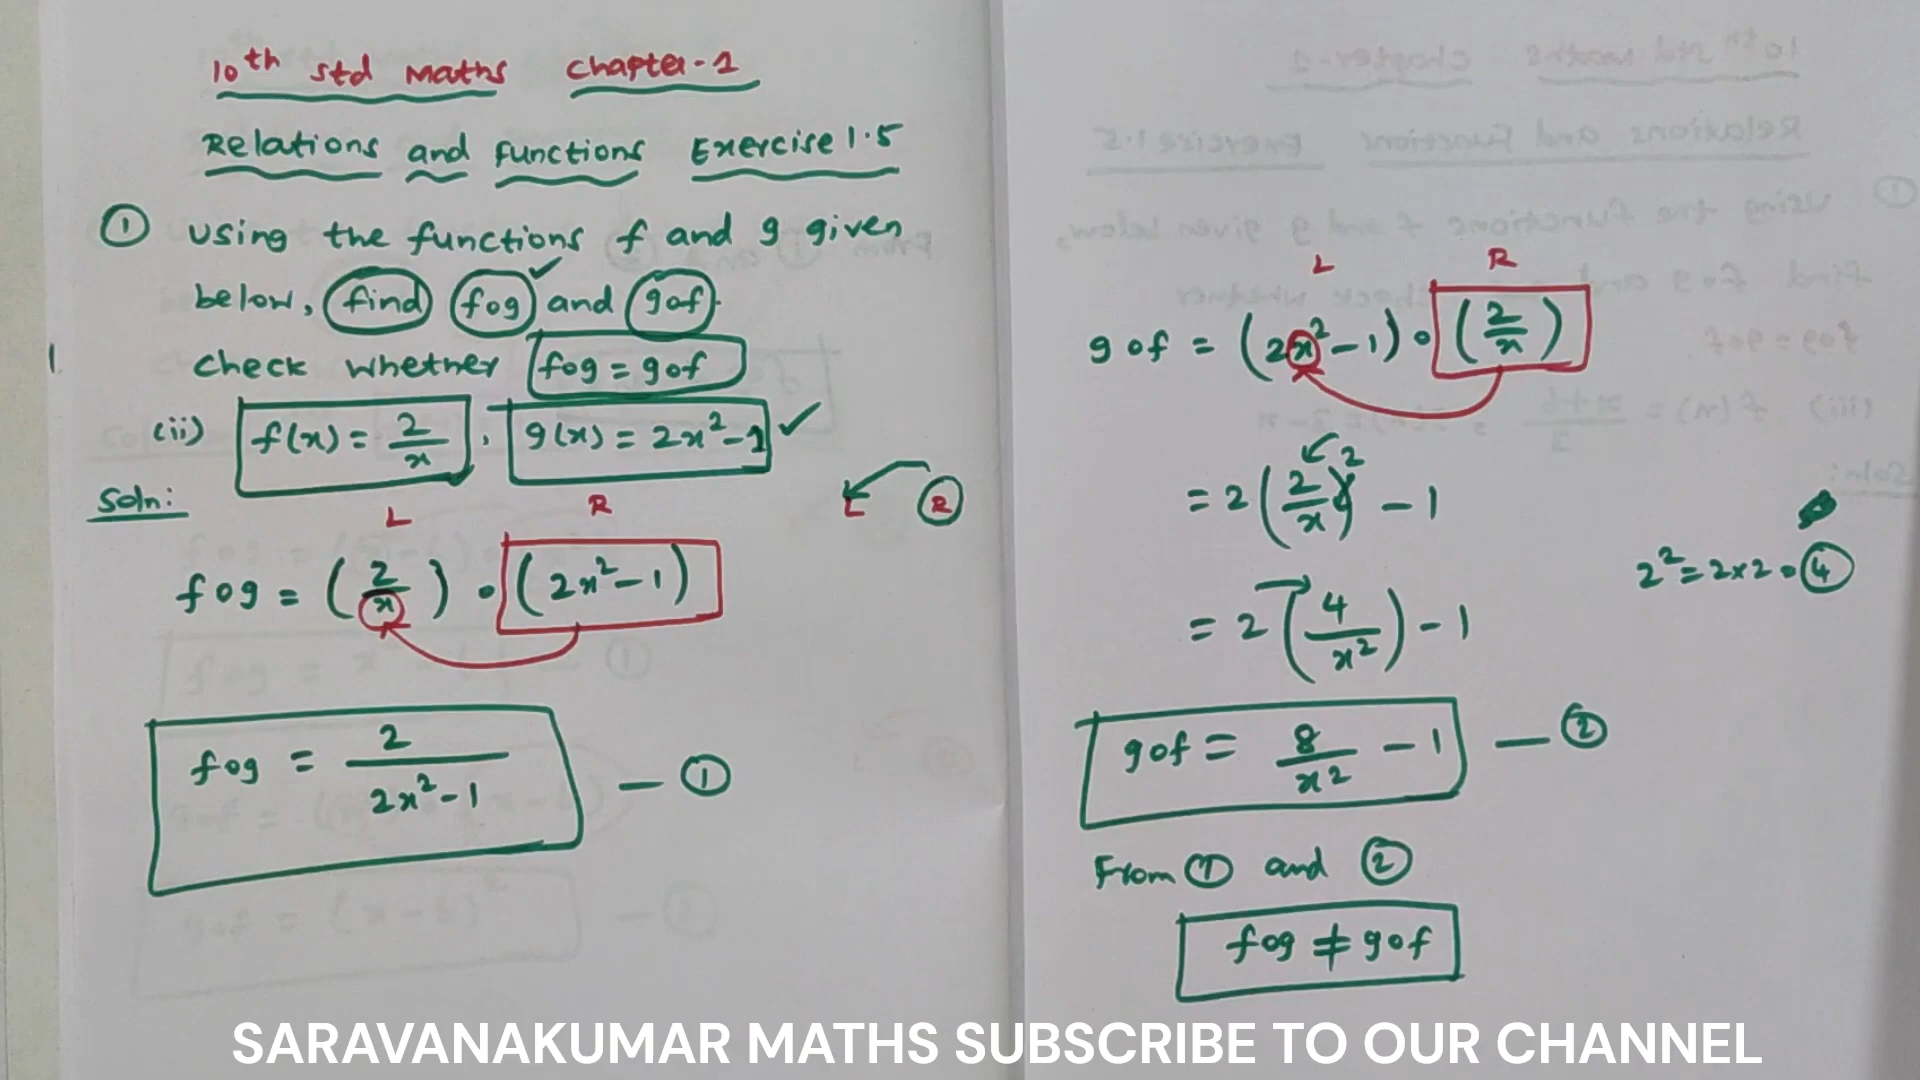 10th std Maths Chapter-1
Relations and functions Exercise 1.5
① using the functions f and g given
below, find fog and gof.
check whether fog = gof
(ii) f(x) = 2/x , g(x) = 2x²-1 ✓
Soln:
L R
L R
fog = (2/x) ∘ (2x²-1)
fog = 2/(2x²-1) — ①
L R
gof = (2x²-1) ∘ (2/x)
= 2(2/x)² - 1
2² = 2×2 = 4
= 2(4/x²) - 1
gof = 8/x² - 1 — ②
From ① and ②
fog ≠ gof
SARAVANAKUMAR MATHS SUBSCRIBE TO OUR CHANNEL